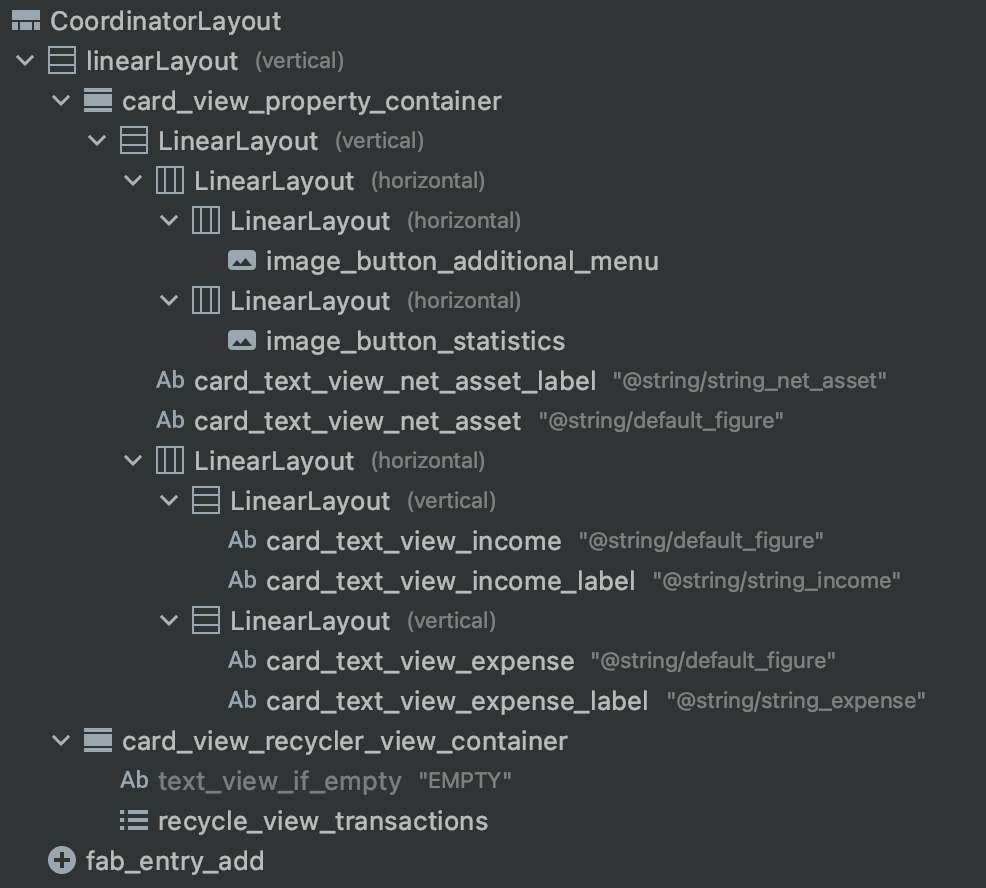 CoordinatorLayout
linearLayout (vertical)
card_view_property_container
LinearLayout (vertical)
LinearLayout (horizontal)
LinearLayout (horizontal)
image_button_additional_menu
LinearLayout (horizontal)
image_button_statistics
Ab card_text_view_net_asset_label "@string/string_net_asset"
Ab card_text_view_net_asset "@string/default_figure"
LinearLayout (horizontal)
LinearLayout (vertical)
Ab card_text_view_income "@string/default_figure"
Ab card_text_view_income_label "@string/string_income"
LinearLayout (vertical)
Ab card_text_view_expense "@string/default_figure"
Ab card_text_view_expense_label "@string/string_expense"
card_view_recycler_view_container
Ab text_view_if_empty "EMPTY"
recycle_view_transactions
fab_entry_add